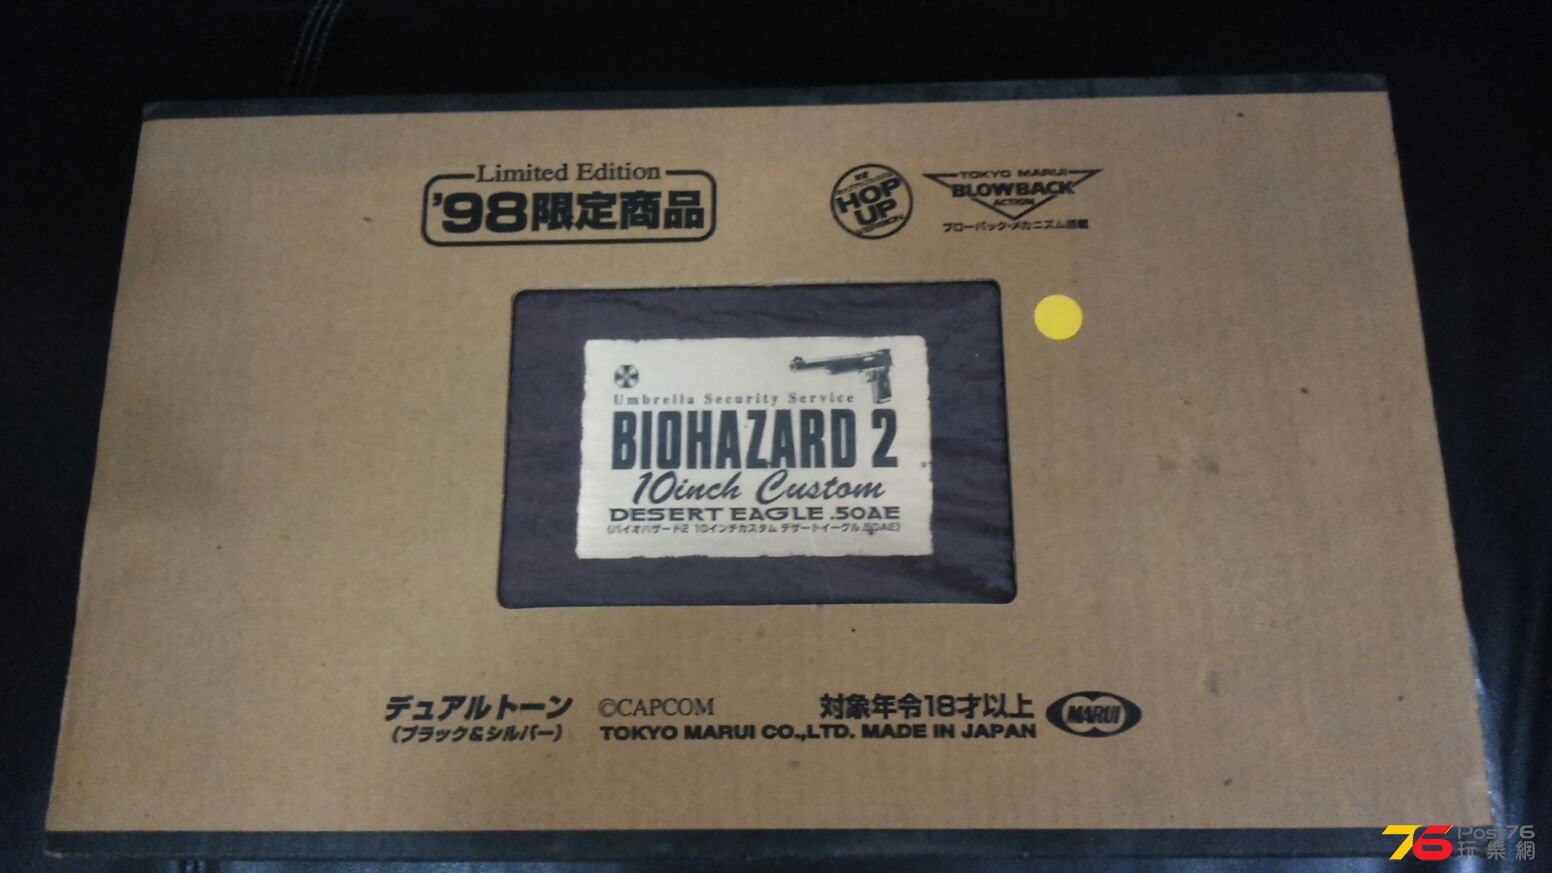 Limited Edition
'98限定商品
HOP
UP
TOKYO MARUI
BLOWBACK
ACTION
ブローバック・メカニズム搭載
Umbrella Security Service
BIOHAZARD 2
10inch Custom
DESERT EAGLE .50AE
(バイオハザード2 10インチカスタム デザートイーグル.50AE)
デュアルトーン
(ブラック&シルバー)
©CAPCOM
対象年令18才以上
TOKYO MARUI CO.,LTD. MADE IN JAPAN
MARUI
76 Post76
玩樂網